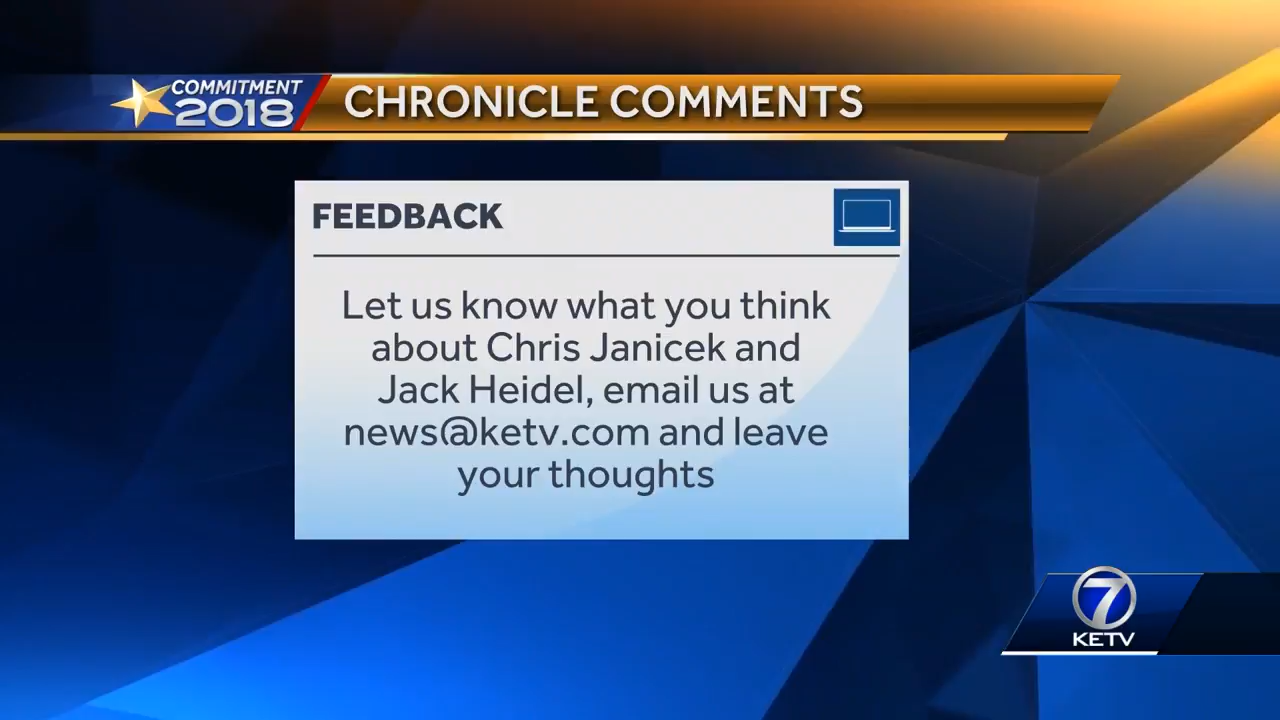 COMMITMENT
2018
CHRONICLE COMMENTS
FEEDBACK
Let us know what you think
about Chris Janicek and
Jack Heidel, email us at
news@ketv.com and leave
your thoughts
7
KETV